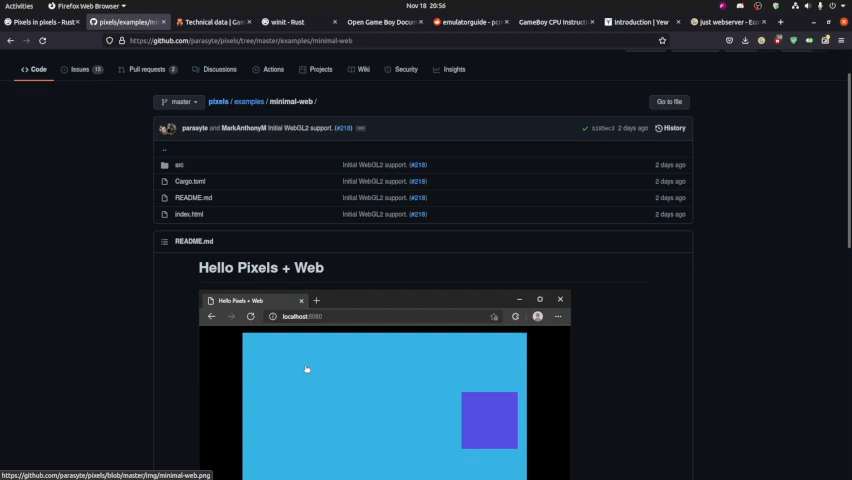 Activities
Firefox Web Browser
Nov 18 20:56
Pixels in pixels - Rust
pixels/examples/mi
Technical data | Gam
winit - Rust
Open Game Boy Docu
emulatorguide - pcn
GameBoy CPU Instructi
Introduction | Yew
just webserver - Eco
https://github.com/parasyte/pixels/tree/master/examples/minimal-web
Code
Issues 15
Pull requests 2
Discussions
Actions
Projects
Wiki
Security
Insights
master
pixels / examples / minimal-web /
Go to file
parasyte and MarkAnthonyM Initial WebGL2 support. (#218)
2 days ago
History
..
src Initial WebGL2 support. (#218) 2 days ago
Cargo.toml Initial WebGL2 support. (#218) 2 days ago
README.md Initial WebGL2 support. (#218) 2 days ago
index.html Initial WebGL2 support. (#218) 2 days ago
README.md
Hello Pixels + Web
Hello Pixels + Web
localhost:8080
https://github.com/parasyte/pixels/blob/master/img/minimal-web.png